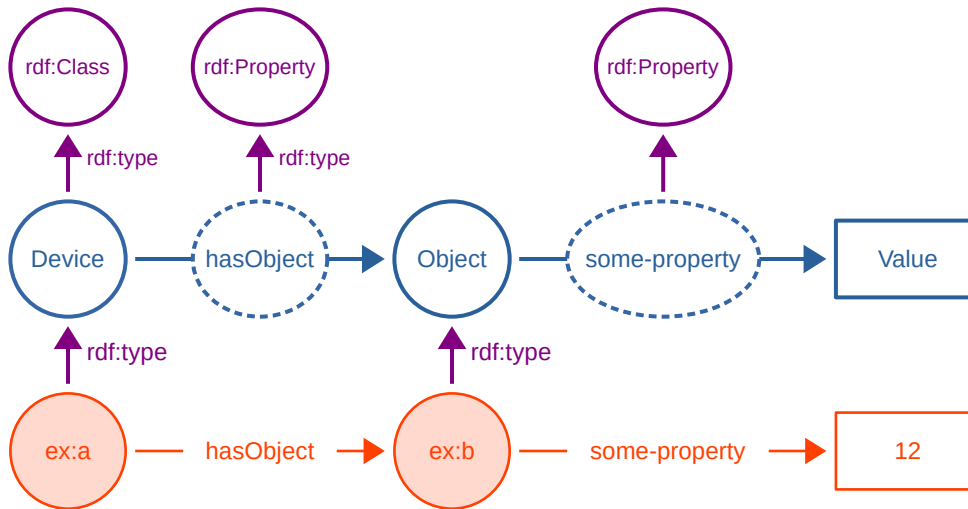 rdf:Class
rdf:Property
rdf:Property
rdf:type
rdf:type
Device
hasObject
Object
some-property
Value
rdf:type
rdf:type
ex:a
hasObject
ex:b
some-property
12